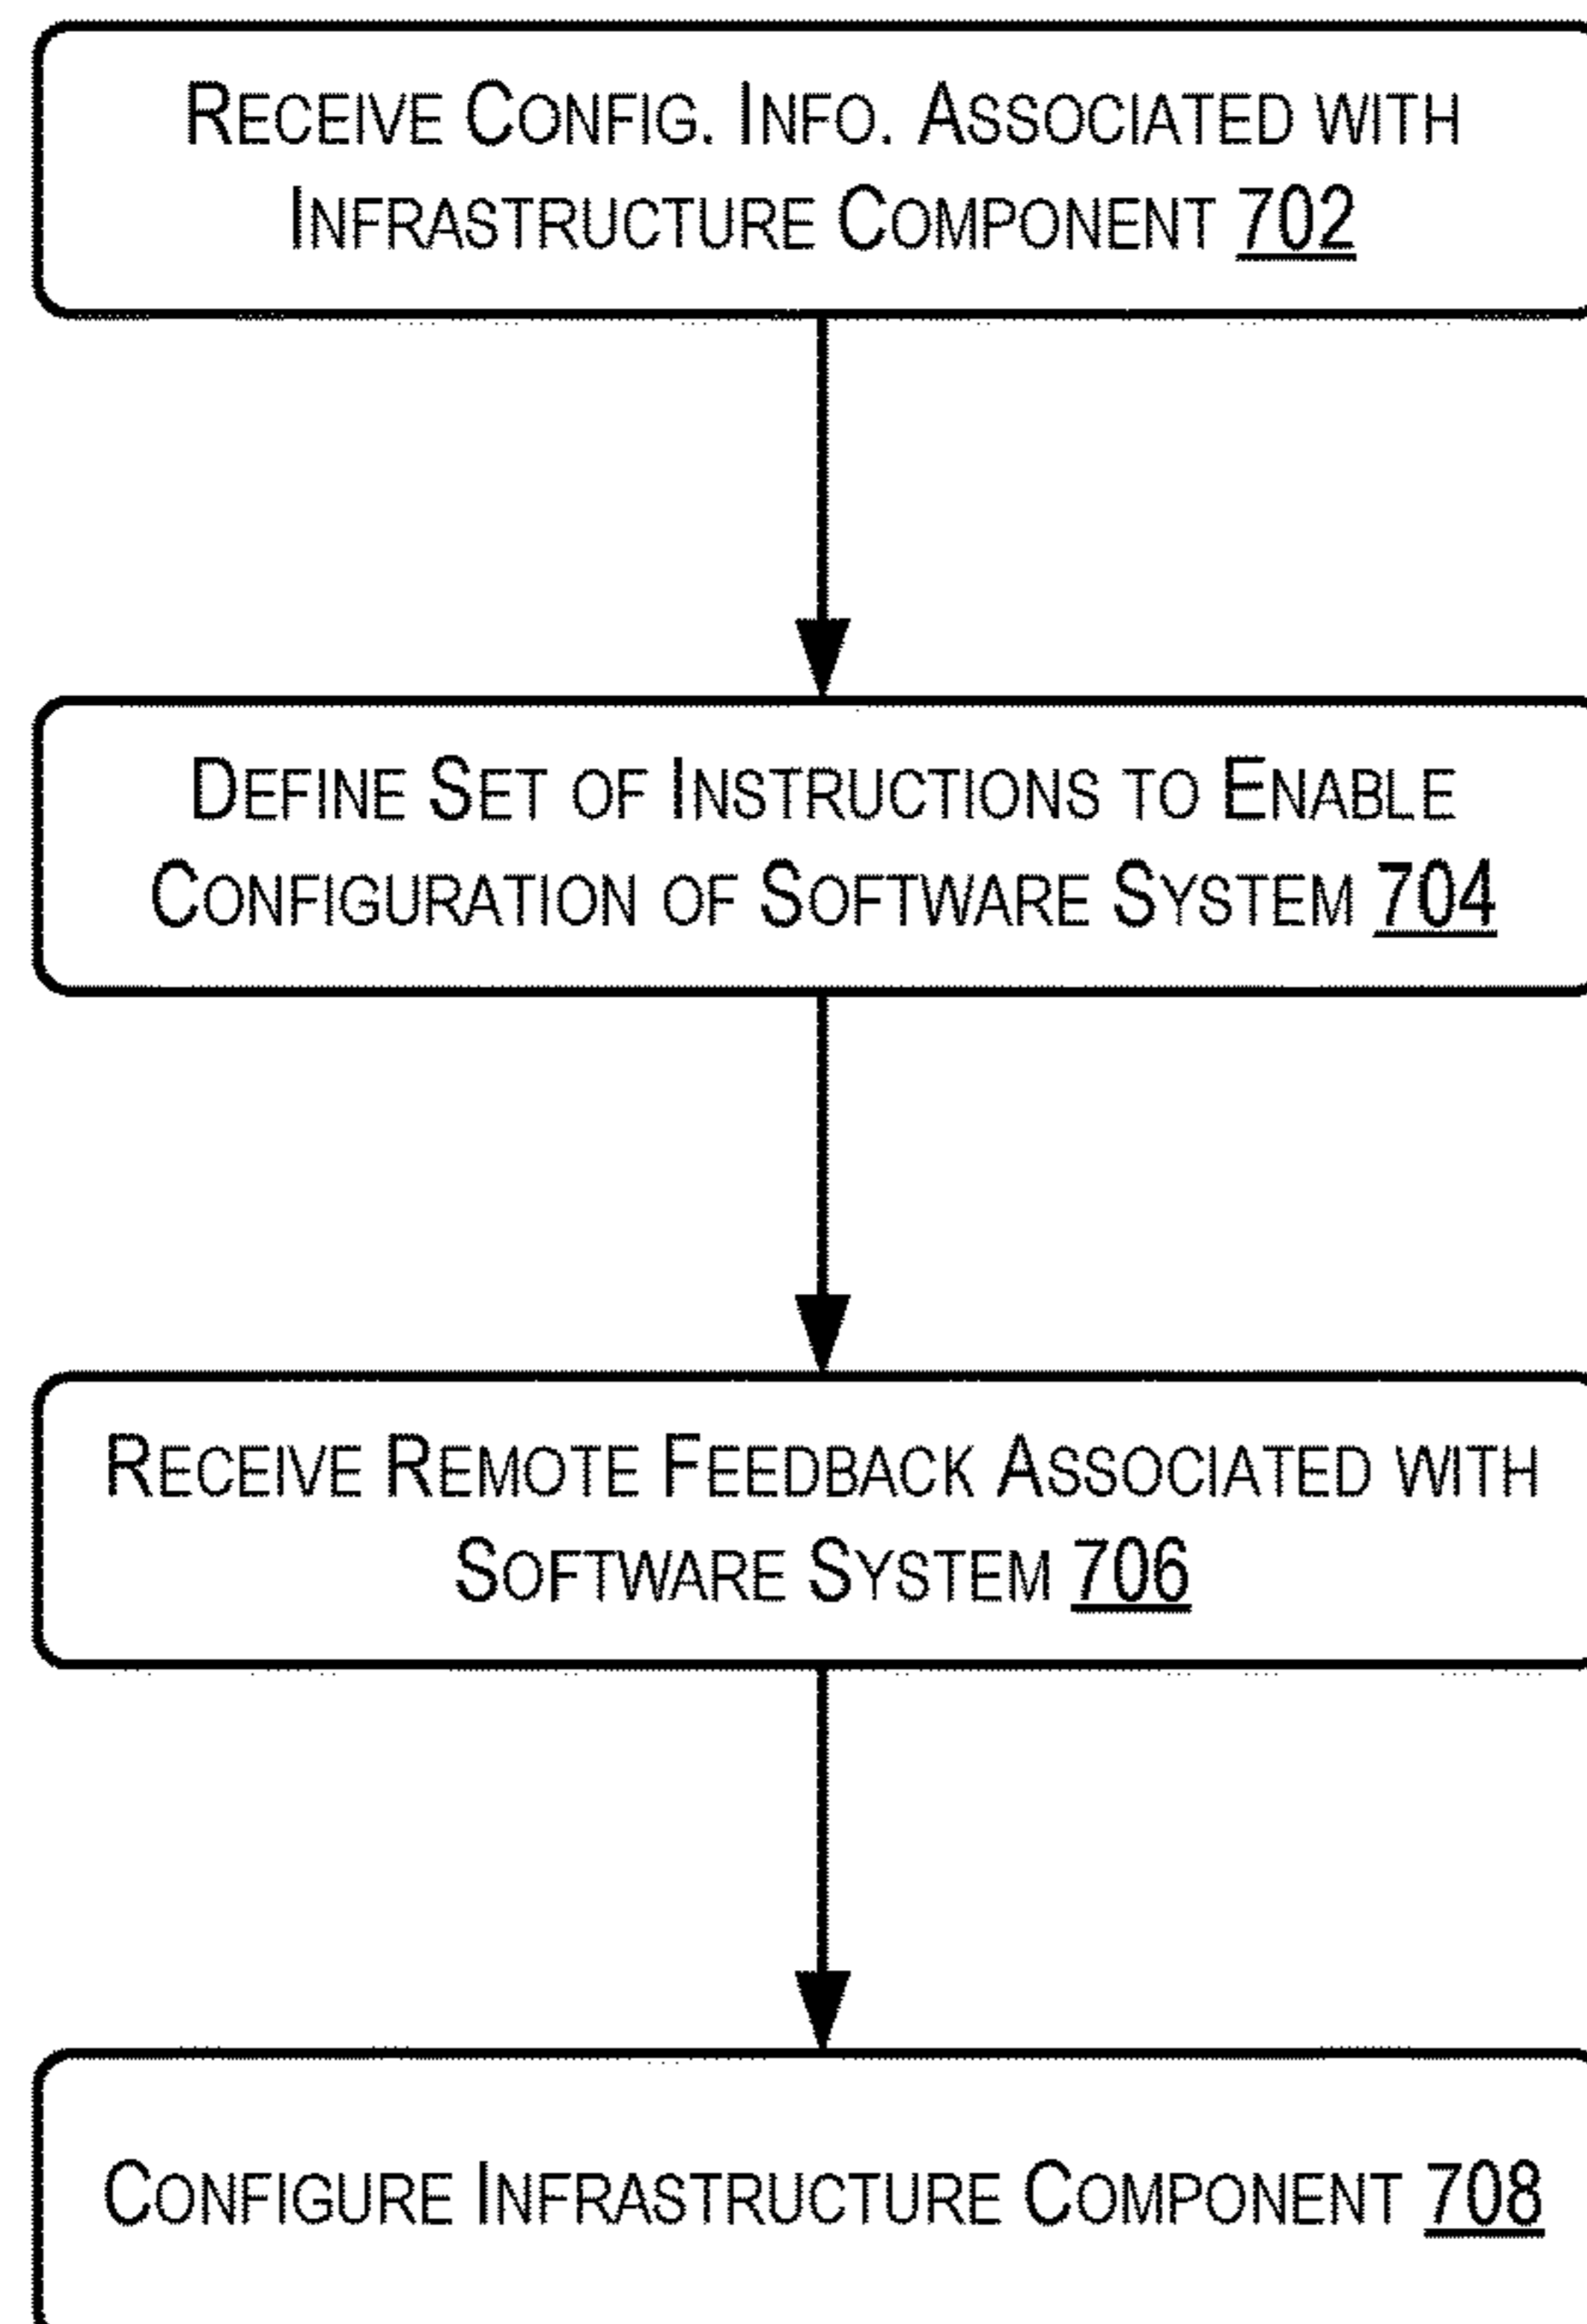 RECEIVE CONFIG. INFO. ASSOCIATED WITH
INFRASTRUCTURE COMPONENT 702
DEFINE SET OF INSTRUCTIONS TO ENABLE
CONFIGURATION OF SOFTWARE SYSTEM 704
RECEIVE REMOTE FEEDBACK ASSOCIATED WITH
SOFTWARE SYSTEM 706
CONFIGURE INFRASTRUCTURE COMPONENT 708